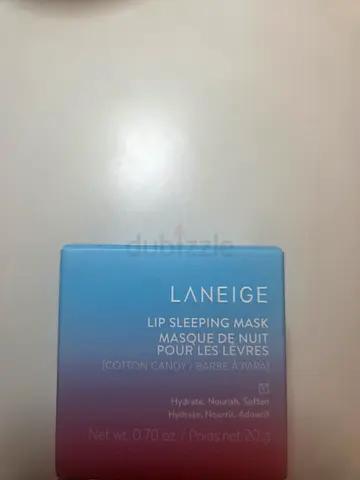 dubizzle
LANEIGE
LIP SLEEPING MASK
MASQUE DE NUIT
POUR LES LÈVRES
[COTTON CANDY / BARBE À PAPA]
Hydrate, Nourish, Soften
Hydrate, Nourrit, Adoucit
Net wt. 0.70 oz. / Poids net 20 g